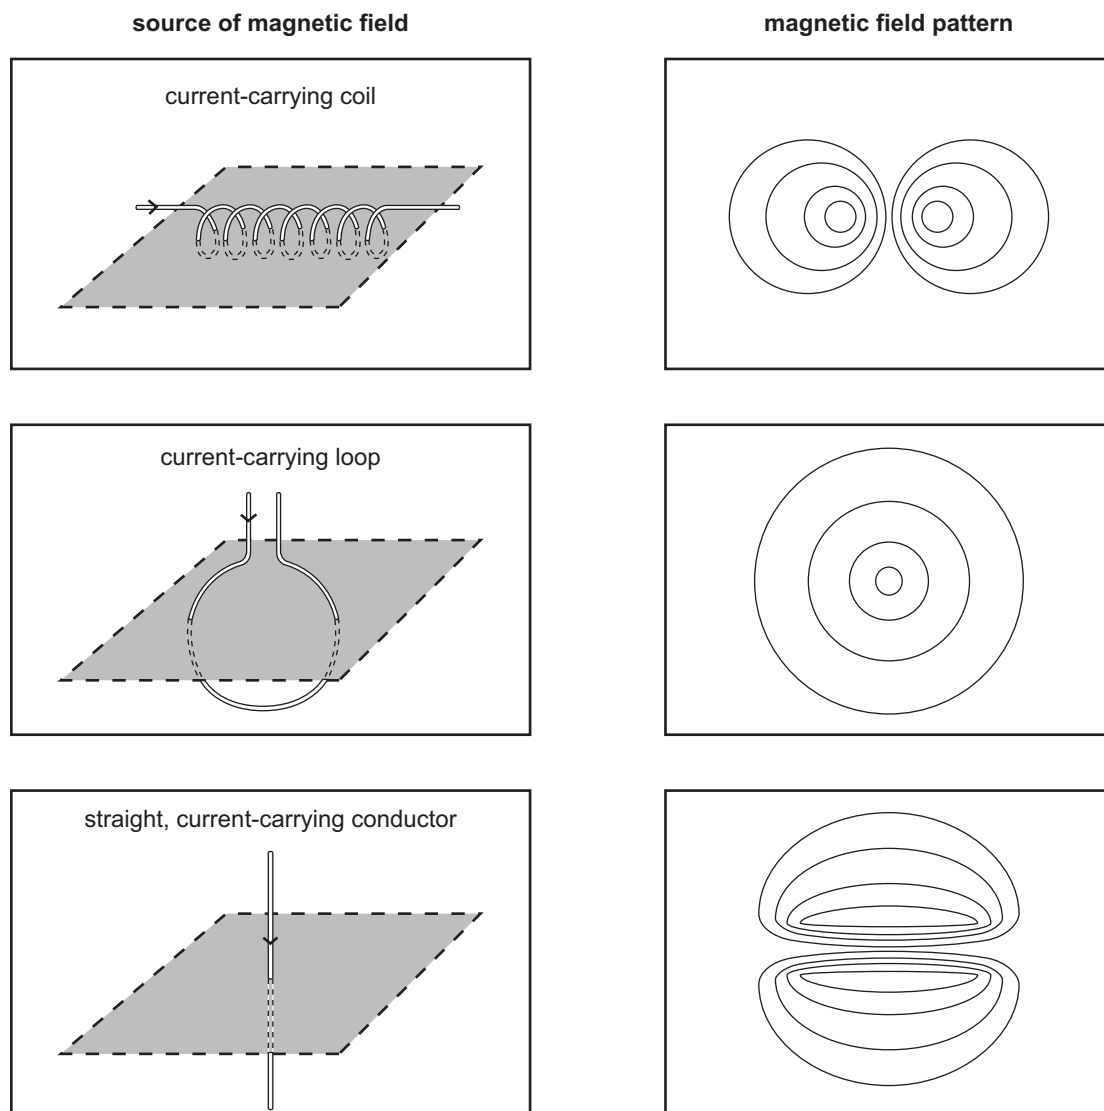 source of magnetic field
magnetic field pattern
current-carrying coil
current-carrying loop
straight, current-carrying conductor